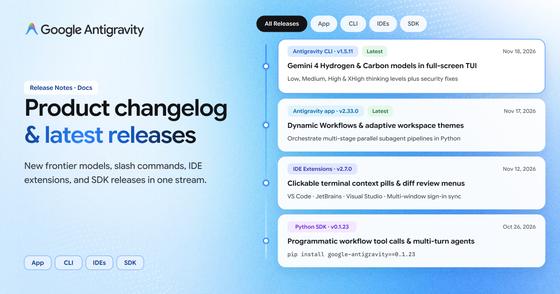 Google Antigravity
Release Notes · Docs
Product changelog
& latest releases
New frontier models, slash commands, IDE
extensions, and SDK releases in one stream.
App
CLI
IDEs
SDK
All Releases
App
CLI
IDEs
SDK
Antigravity CLI · v1.5.11
Latest
Nov 18, 2026
Gemini 4 Hydrogen & Carbon models in full-screen TUI
Low, Medium, High & XHigh thinking levels plus security fixes
Antigravity app · v2.33.0
Latest
Nov 17, 2026
Dynamic Workflows & adaptive workspace themes
Orchestrate multi-stage parallel subagent pipelines in Python
IDE Extensions · v2.7.0
Nov 12, 2026
Clickable terminal context pills & diff review menus
VS Code · JetBrains · Visual Studio · Multi-window sign-in sync
Python SDK · v0.1.23
Oct 26, 2026
Programmatic workflow tool calls & multi-turn agents
pip install google-antigravity==0.1.23